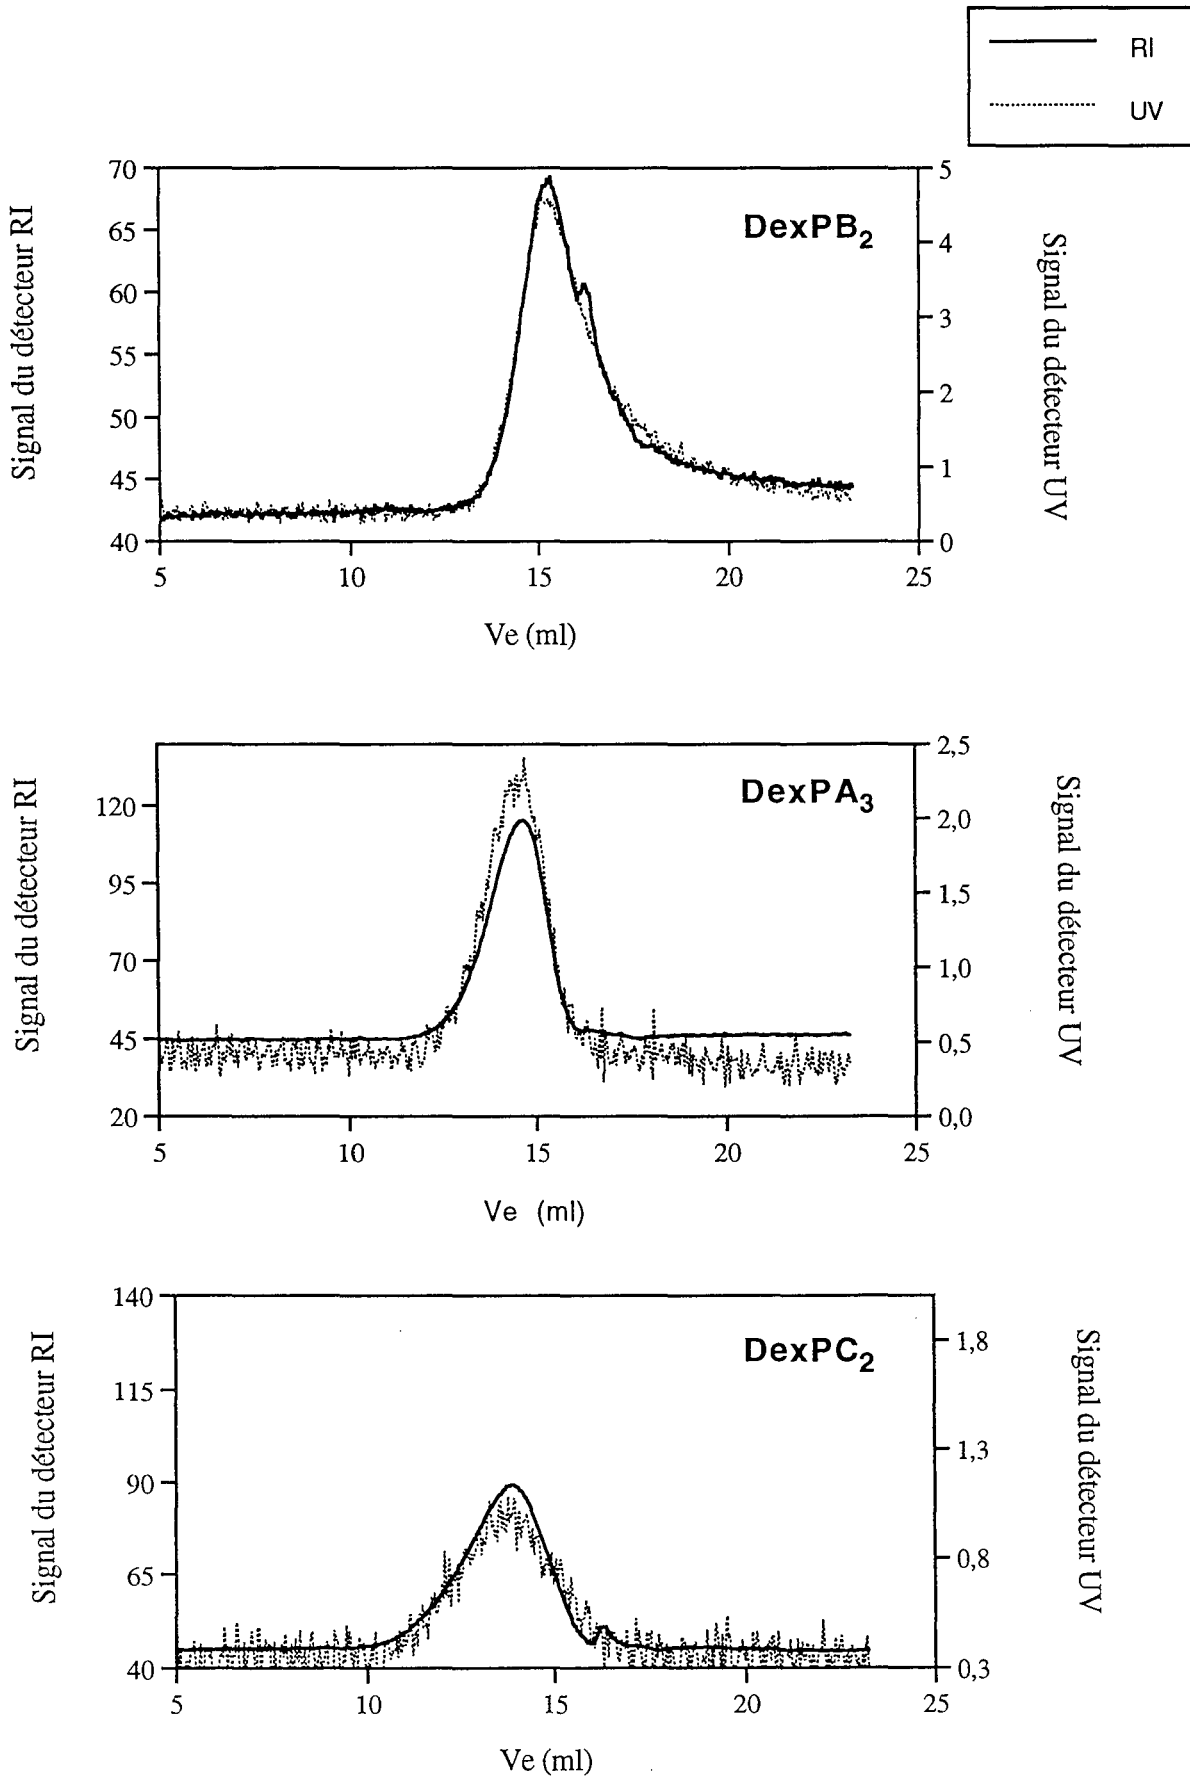 RI
UV
DexPB2
Signal du détecteur RI
70
65
60
55
50
45
40
5
4
3
2
1
0
Signal du détecteur UV
5 10 15 20 25
Ve (ml)
DexPA3
Signal du détecteur RI
120
95
70
45
20
2,5
2,0
1,5
1,0
0,5
0,0
Signal du détecteur UV
5 10 15 20 25
Ve (ml)
DexPC2
Signal du détecteur RI
140
115
90
65
40
1,8
1,3
0,8
0,3
Signal du détecteur UV
5 10 15 20 25
Ve (ml)